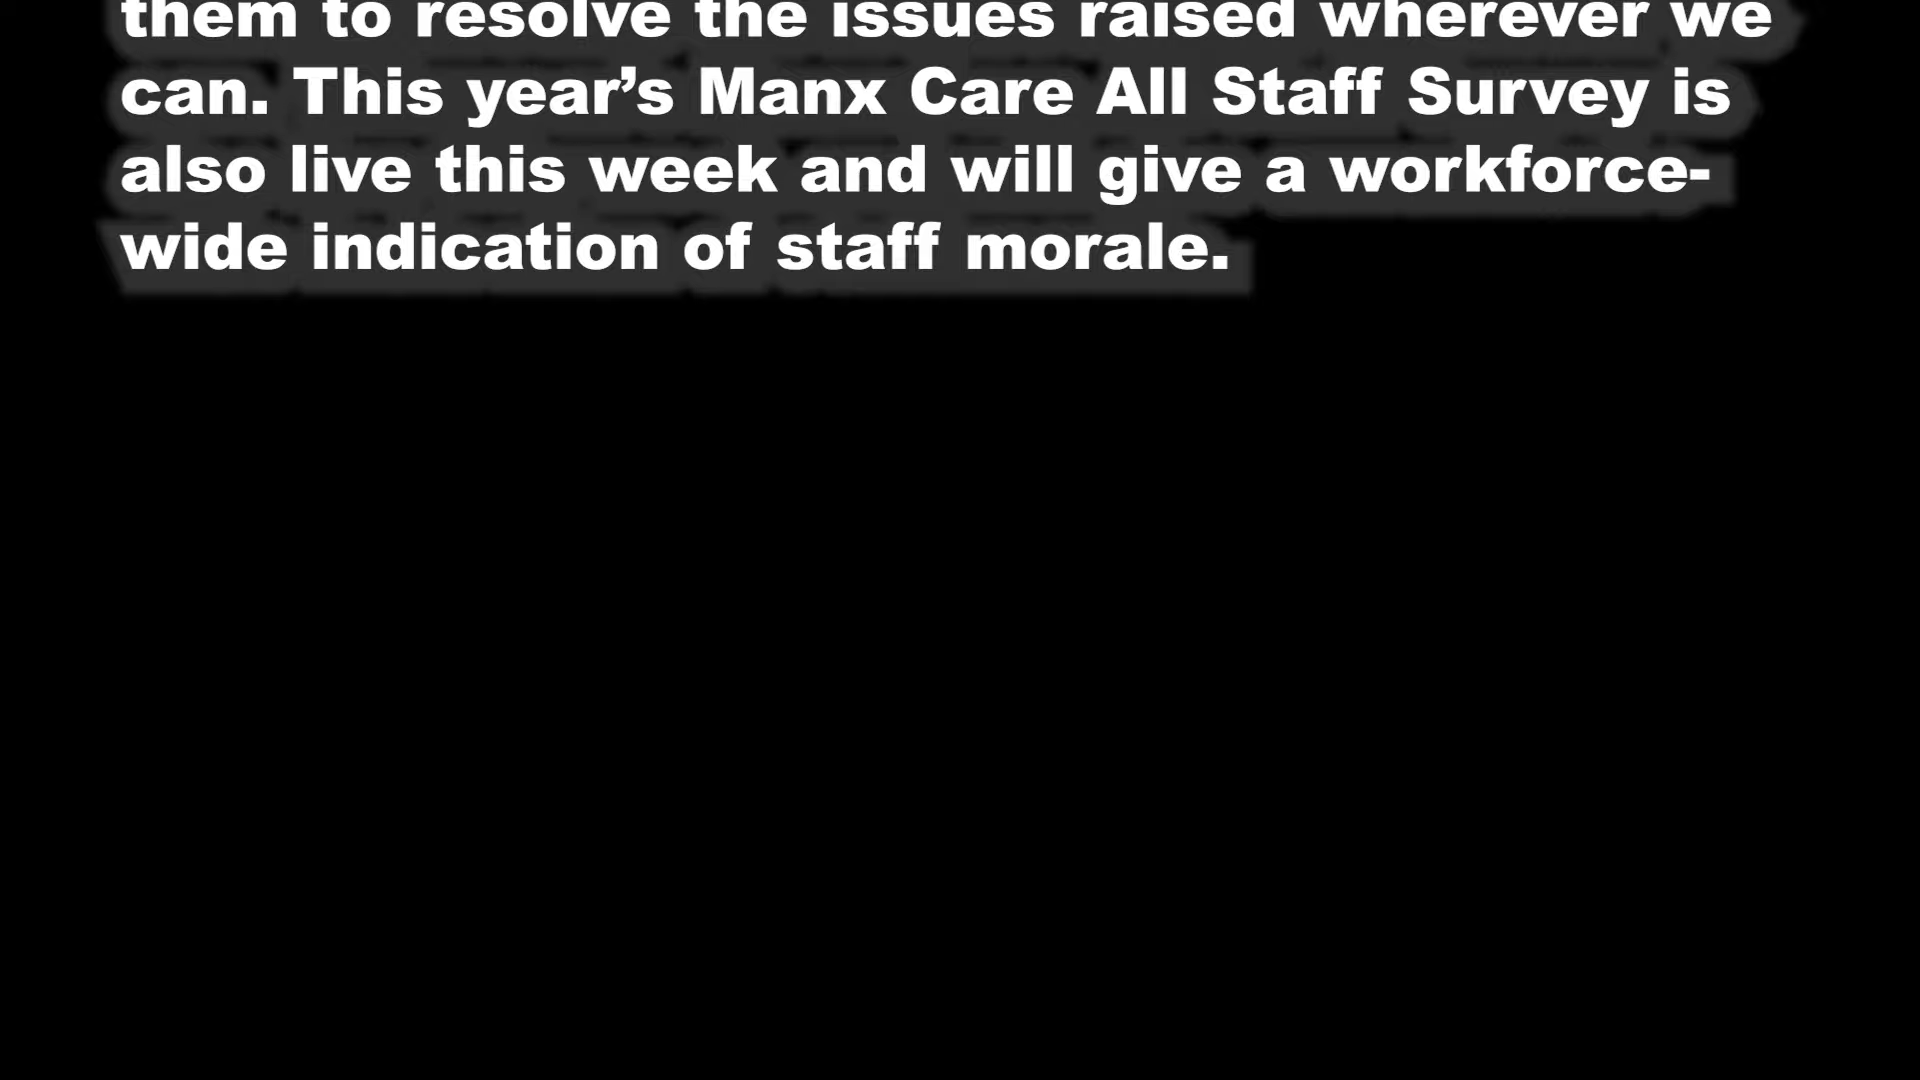 them to resolve the issues raised wherever we
can. This year’s Manx Care All Staff Survey is
also live this week and will give a workforce-
wide indication of staff morale.